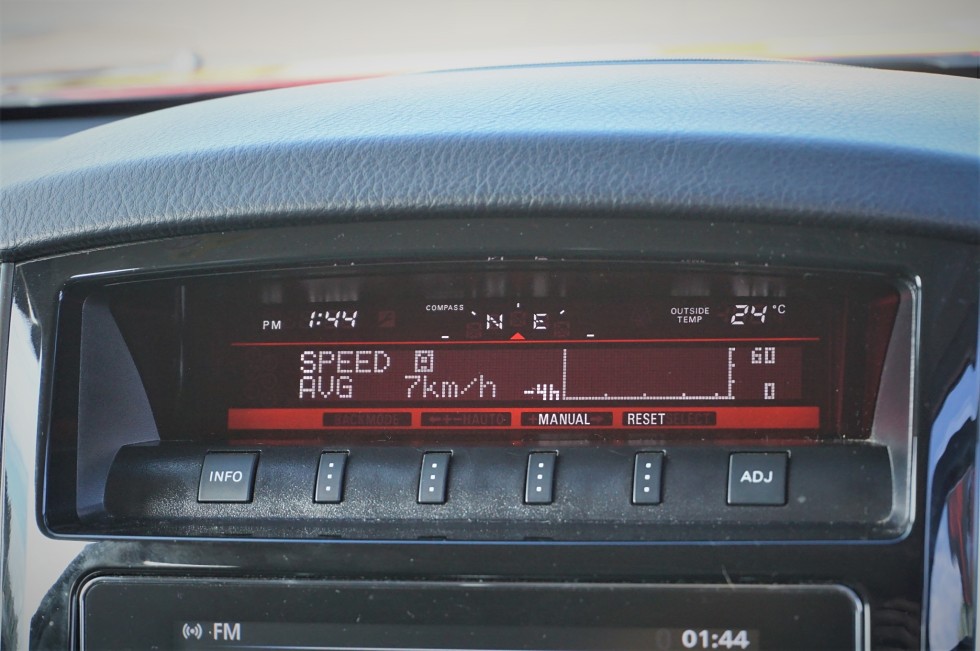 PM 1:44 COMPASS N E OUTSIDE TEMP 24°C
SPEED A 60
AVG 7km/h -4h 0
MANUAL RESET
INFO ADJ
FM 01:44